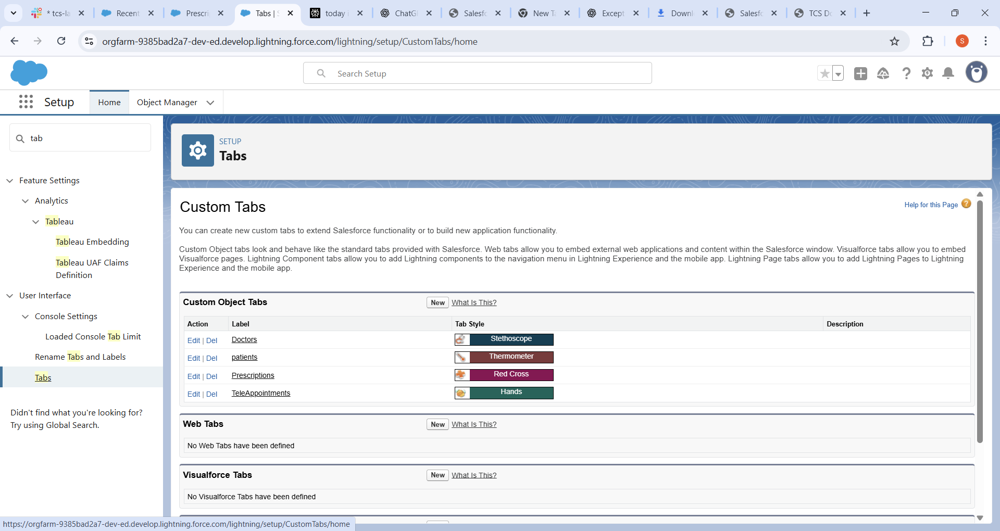 * tcs-la
Recent
Prescri
Tabs | S
today i
ChatG
Salesfo
New Ta
Except
Downl
Salesfo
TCS Do
orgfarm-9385bad2a7-dev-ed.develop.lightning.force.com/lightning/setup/CustomTabs/home
S
Search Setup
Setup
Home
Object Manager
tab
Feature Settings
Analytics
Tableau
Tableau Embedding
Tableau UAF Claims
Definition
User Interface
Console Settings
Loaded Console Tab Limit
Rename Tabs and Labels
Tabs
Didn't find what you're looking for?
Try using Global Search.
SETUP
Tabs
Custom Tabs
Help for this Page ?
You can create new custom tabs to extend Salesforce functionality or to build new application functionality.
Custom Object tabs look and behave like the standard tabs provided with Salesforce. Web tabs allow you to embed external web applications and content within the Salesforce window. Visualforce tabs allow you to embed
Visualforce pages. Lightning Component tabs allow you to add Lightning components to the navigation menu in Lightning Experience and the mobile app. Lightning Page tabs allow you to add Lightning Pages to Lightning
Experience and the mobile app.
Custom Object Tabs New What Is This?
Action Label Tab Style Description
Edit | Del Doctors Stethoscope
Edit | Del patients Thermometer
Edit | Del Prescriptions Red Cross
Edit | Del TeleAppointments Hands
Web Tabs New What Is This?
No Web Tabs have been defined
Visualforce Tabs New What Is This?
No Visualforce Tabs have been defined
https://orgfarm-9385bad2a7-dev-ed.develop.lightning.force.com/lightning/setup/CustomTabs/home